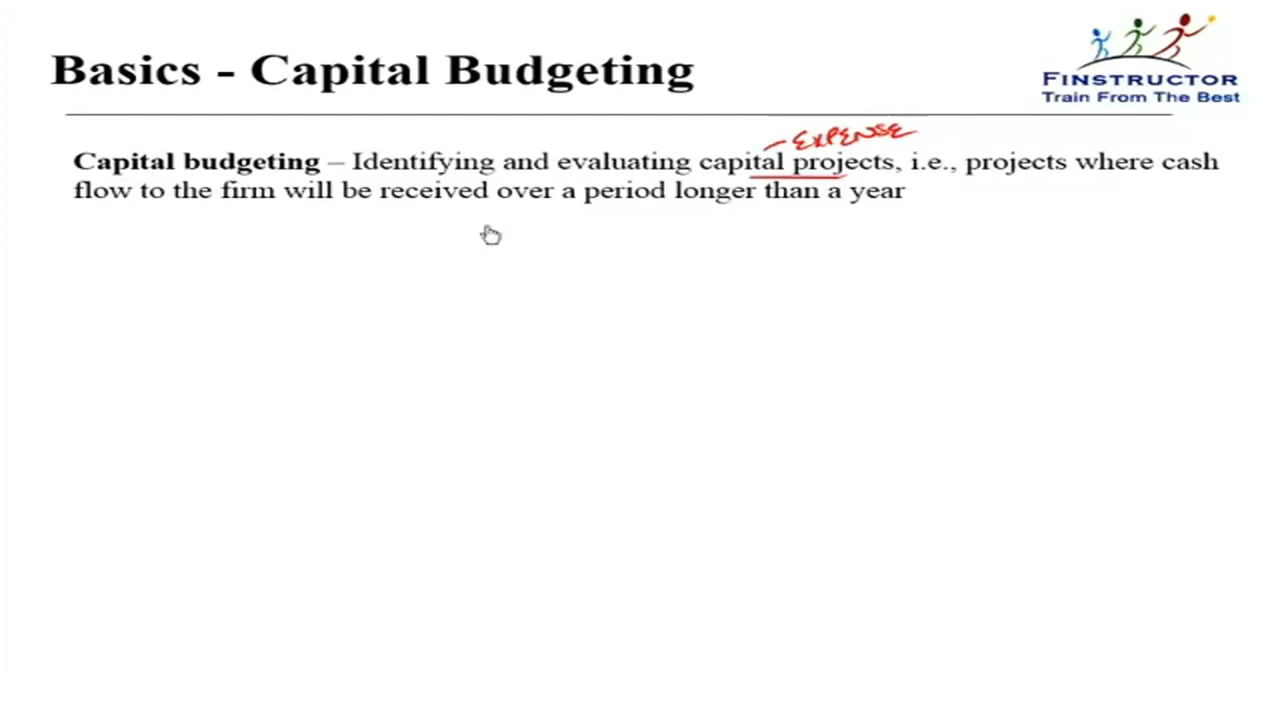 Basics - Capital Budgeting
FINSTRUCTOR
Train From The Best
– EXPENSE
Capital budgeting – Identifying and evaluating capital projects, i.e., projects where cash
flow to the firm will be received over a period longer than a year